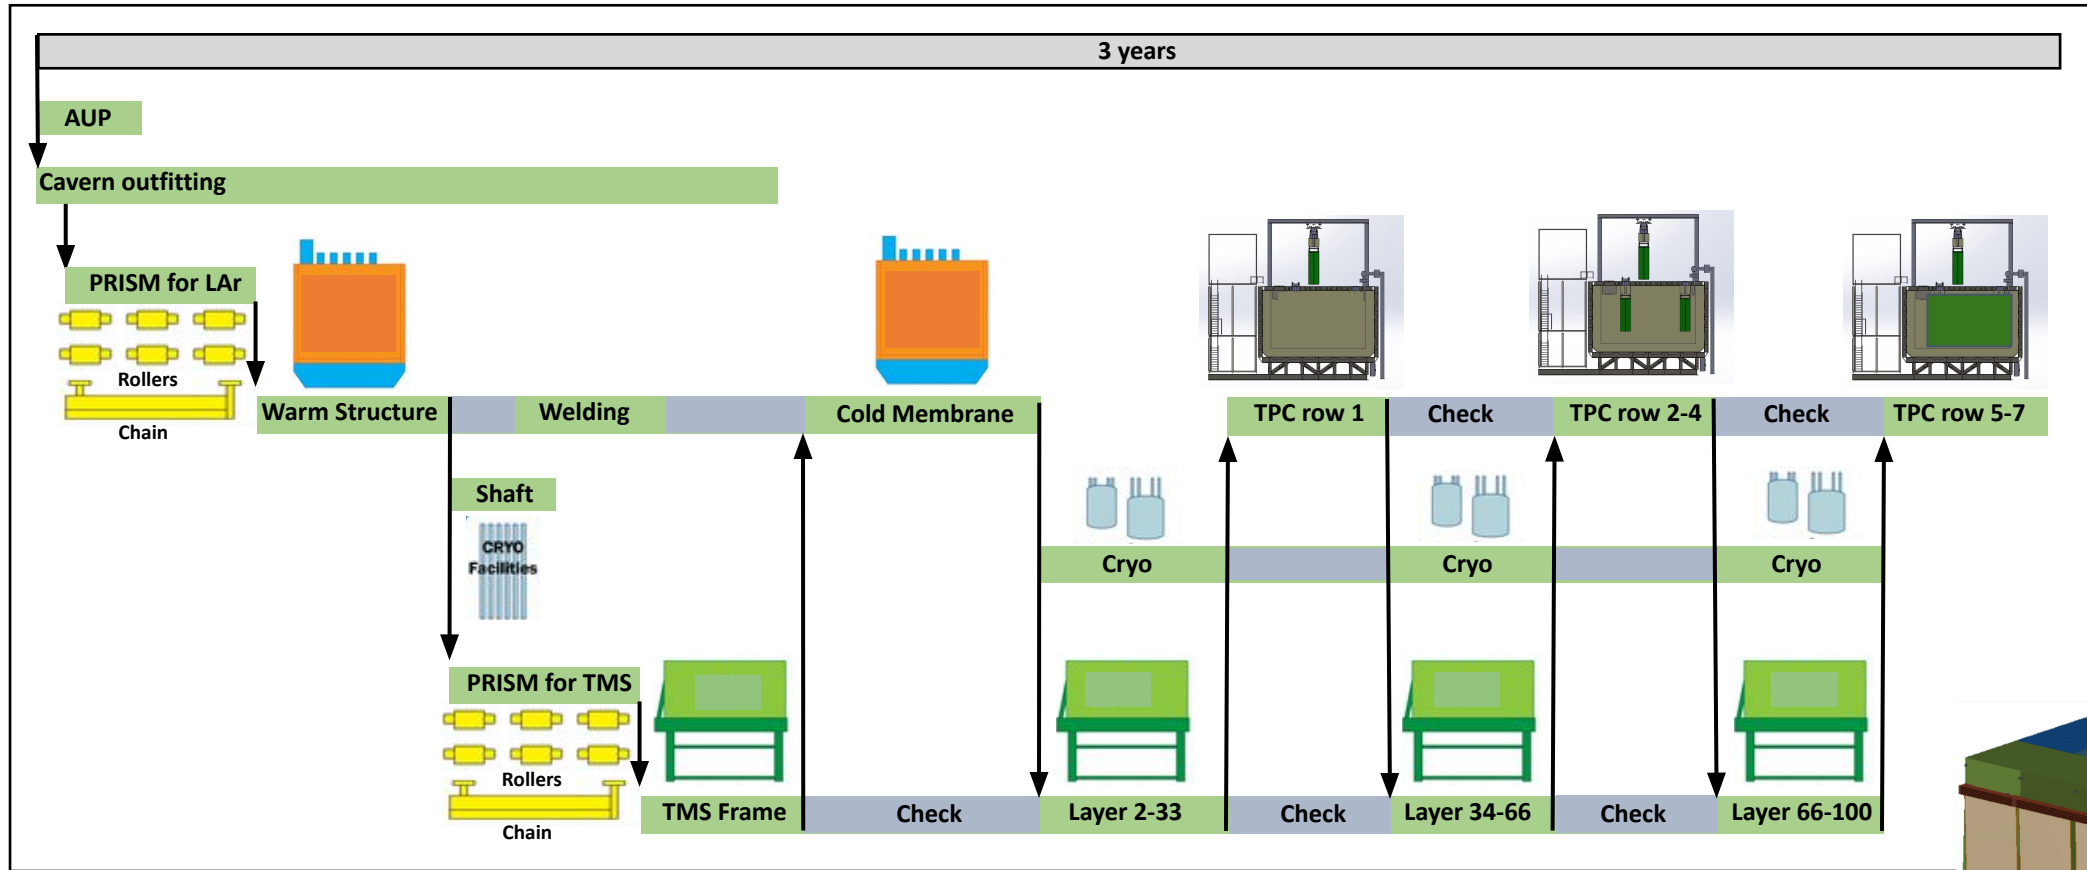 3 years
AUP
Cavern outfitting
PRISM for LAr
Rollers
Chain
Warm Structure
Welding
Cold Membrane
TPC row 1
Check
TPC row 2-4
Check
TPC row 5-7
Shaft
CRYO
Facilities
Cryo
Cryo
Cryo
PRISM for TMS
Rollers
Chain
TMS Frame
Check
Layer 2-33
Check
Layer 34-66
Check
Layer 66-100